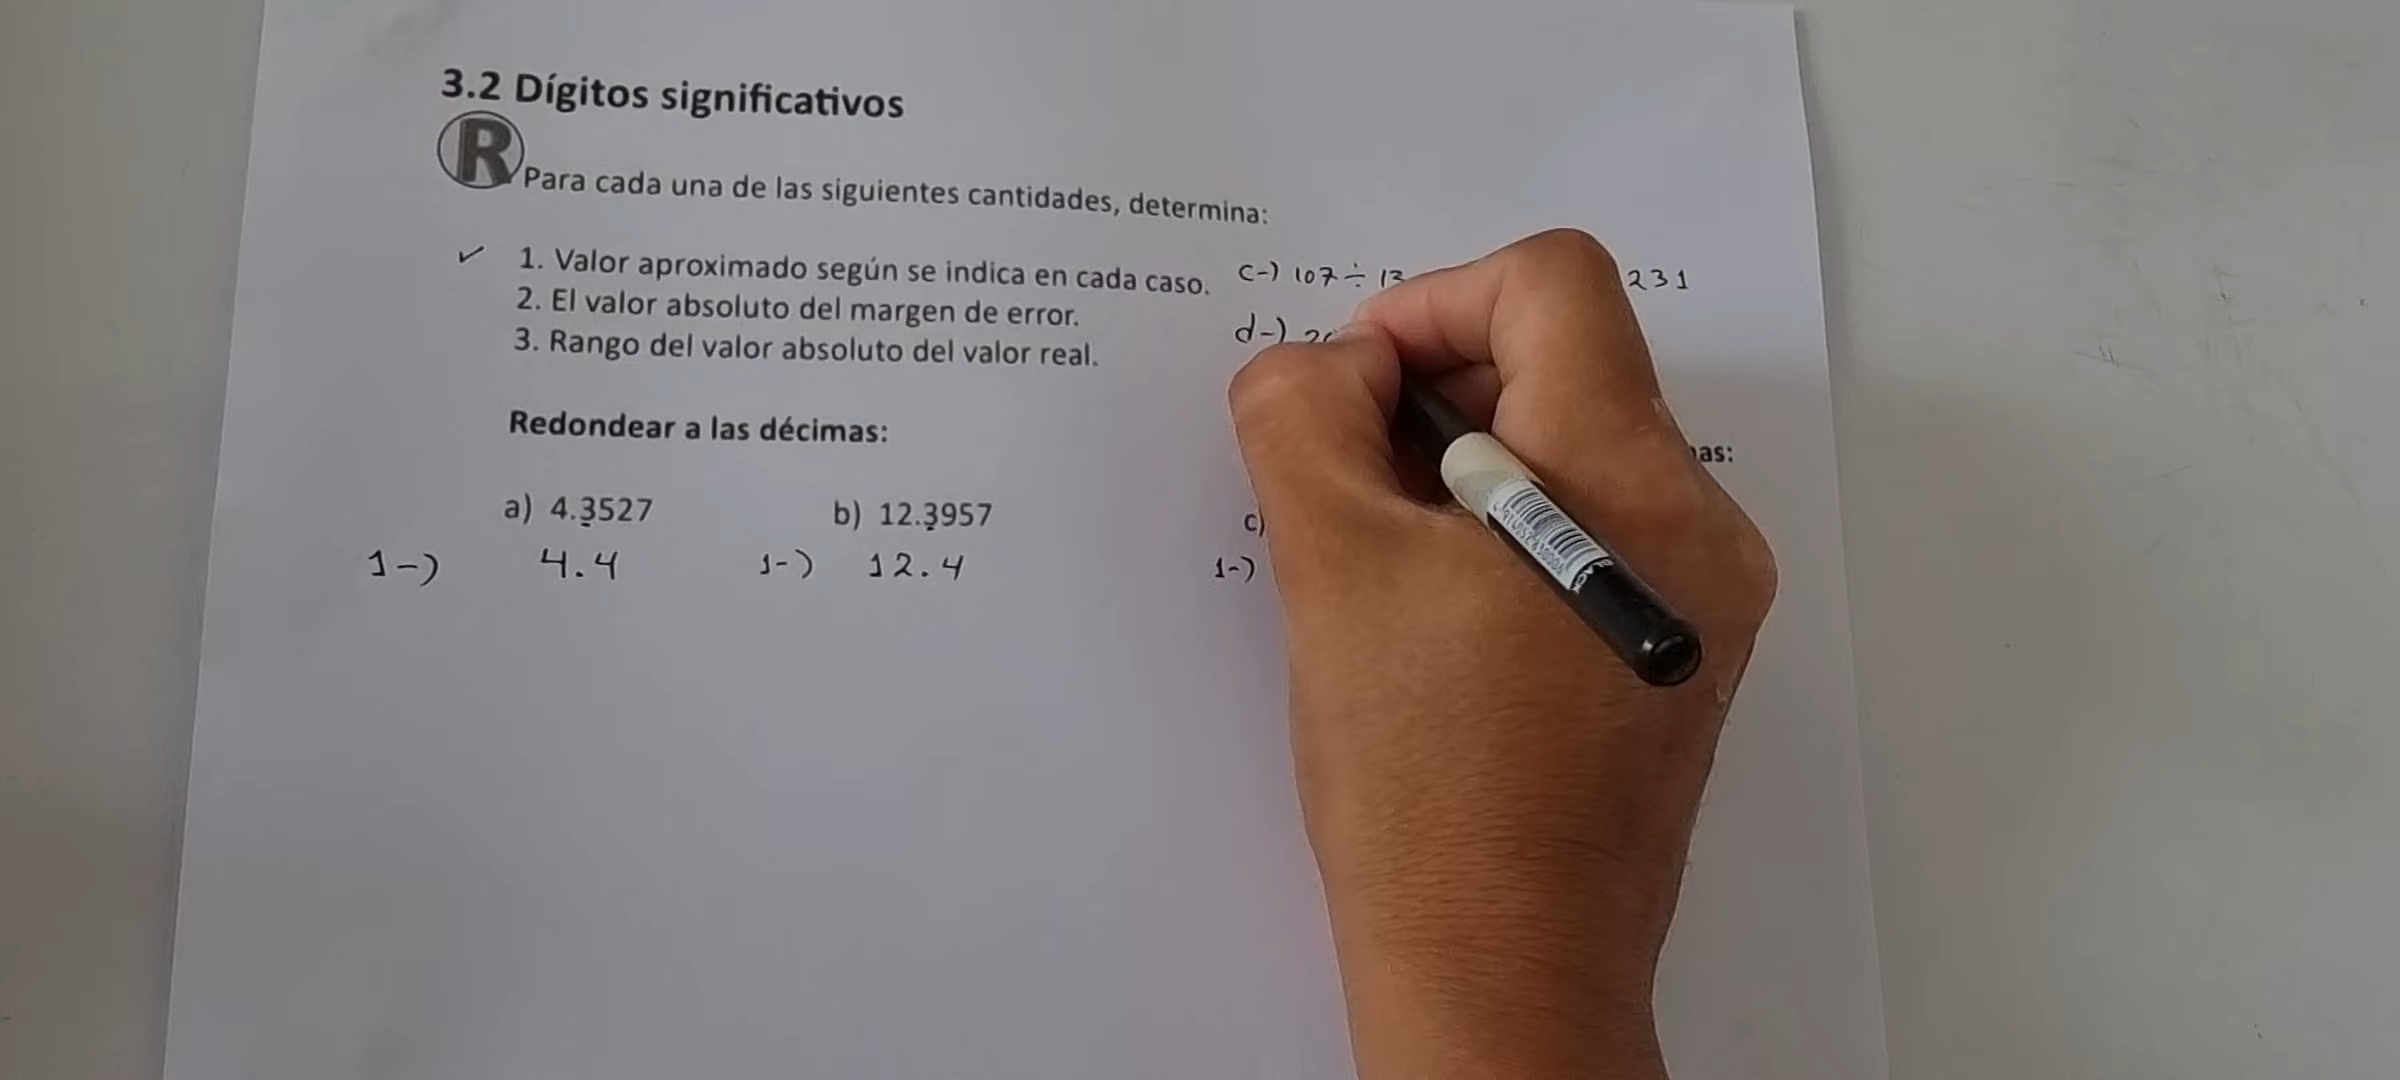 3.2 Dígitos significativos
R
Para cada una de las siguientes cantidades, determina:
✓ 1. Valor aproximado según se indica en cada caso.
2. El valor absoluto del margen de error.
3. Rango del valor absoluto del valor real.
c-) 107 ÷ 13 231
d-)
Redondear a las décimas:
a) 4.3527 b) 12.3957 c)
1-) 4.4 1-) 12.4 1-)